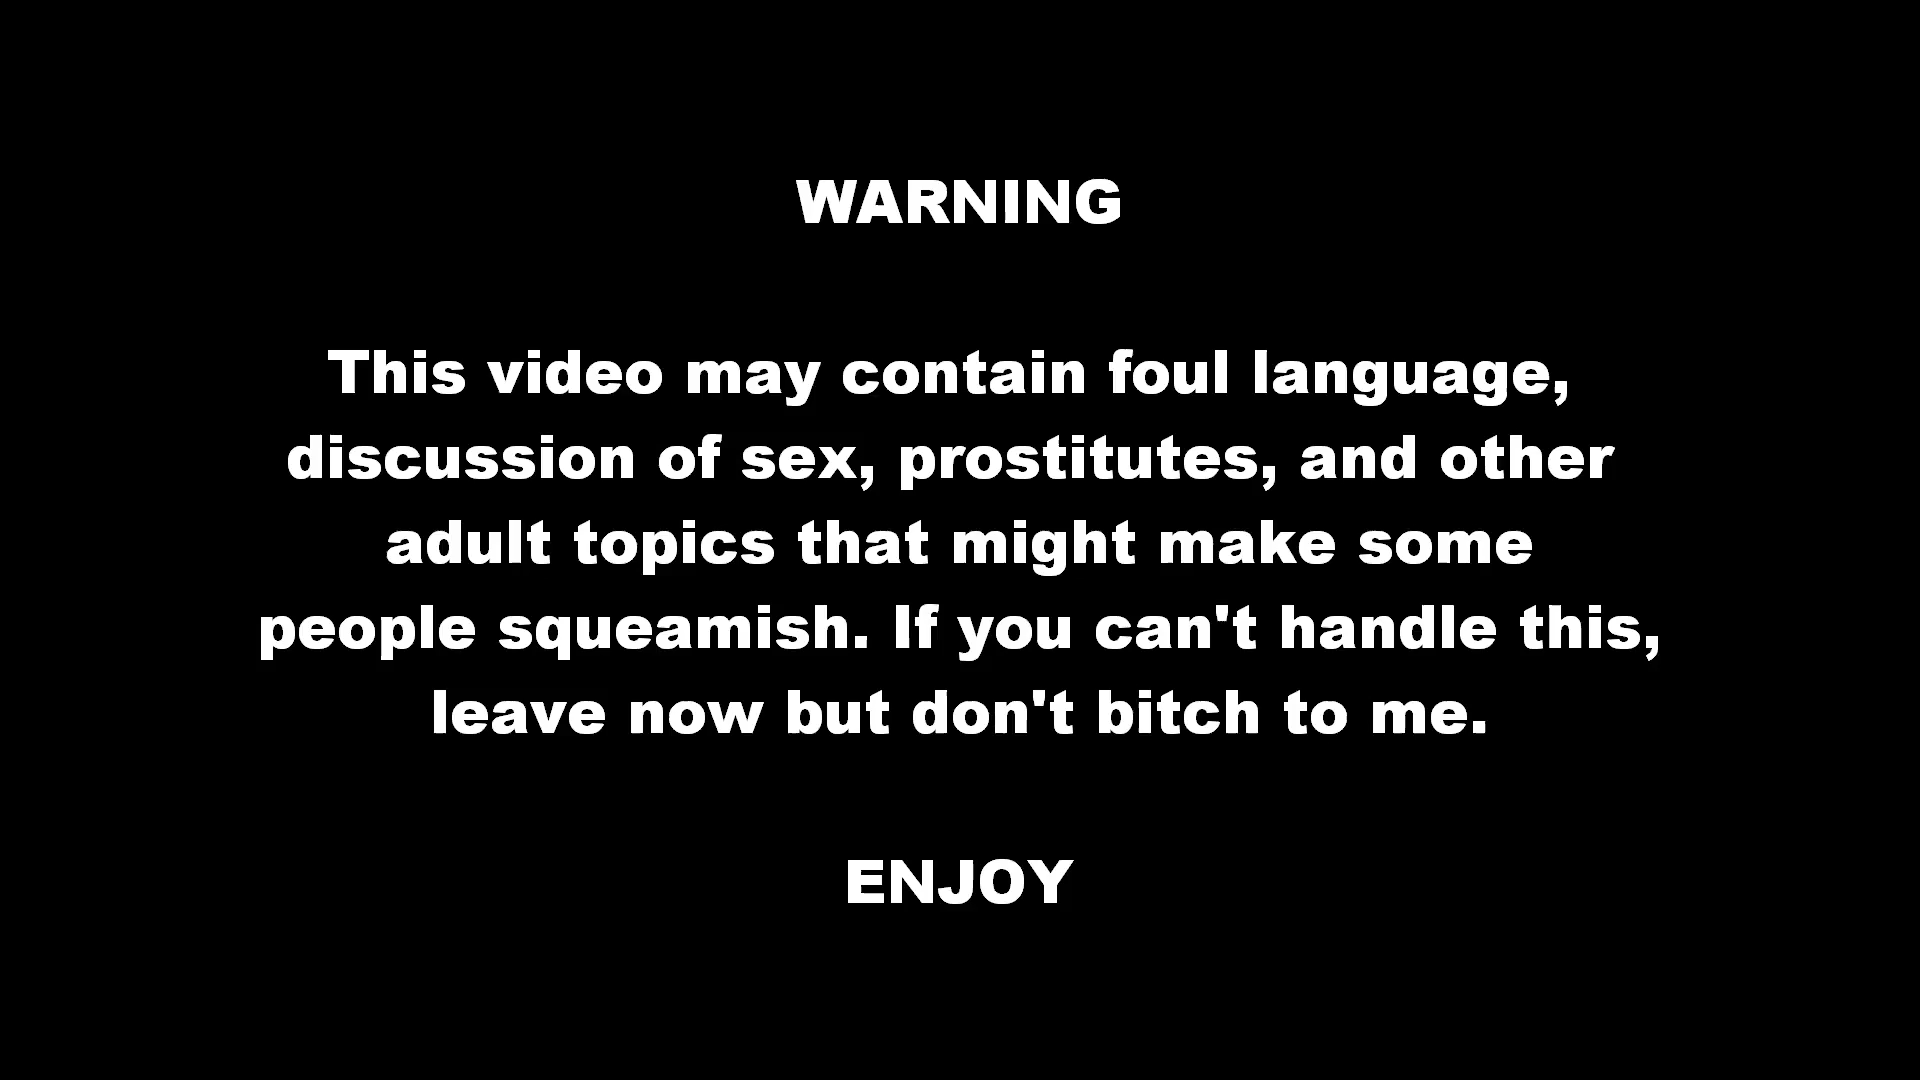 WARNING
This video may contain foul language,
discussion of sex, prostitutes, and other
adult topics that might make some
people squeamish. If you can't handle this,
leave now but don't bitch to me.
ENJOY